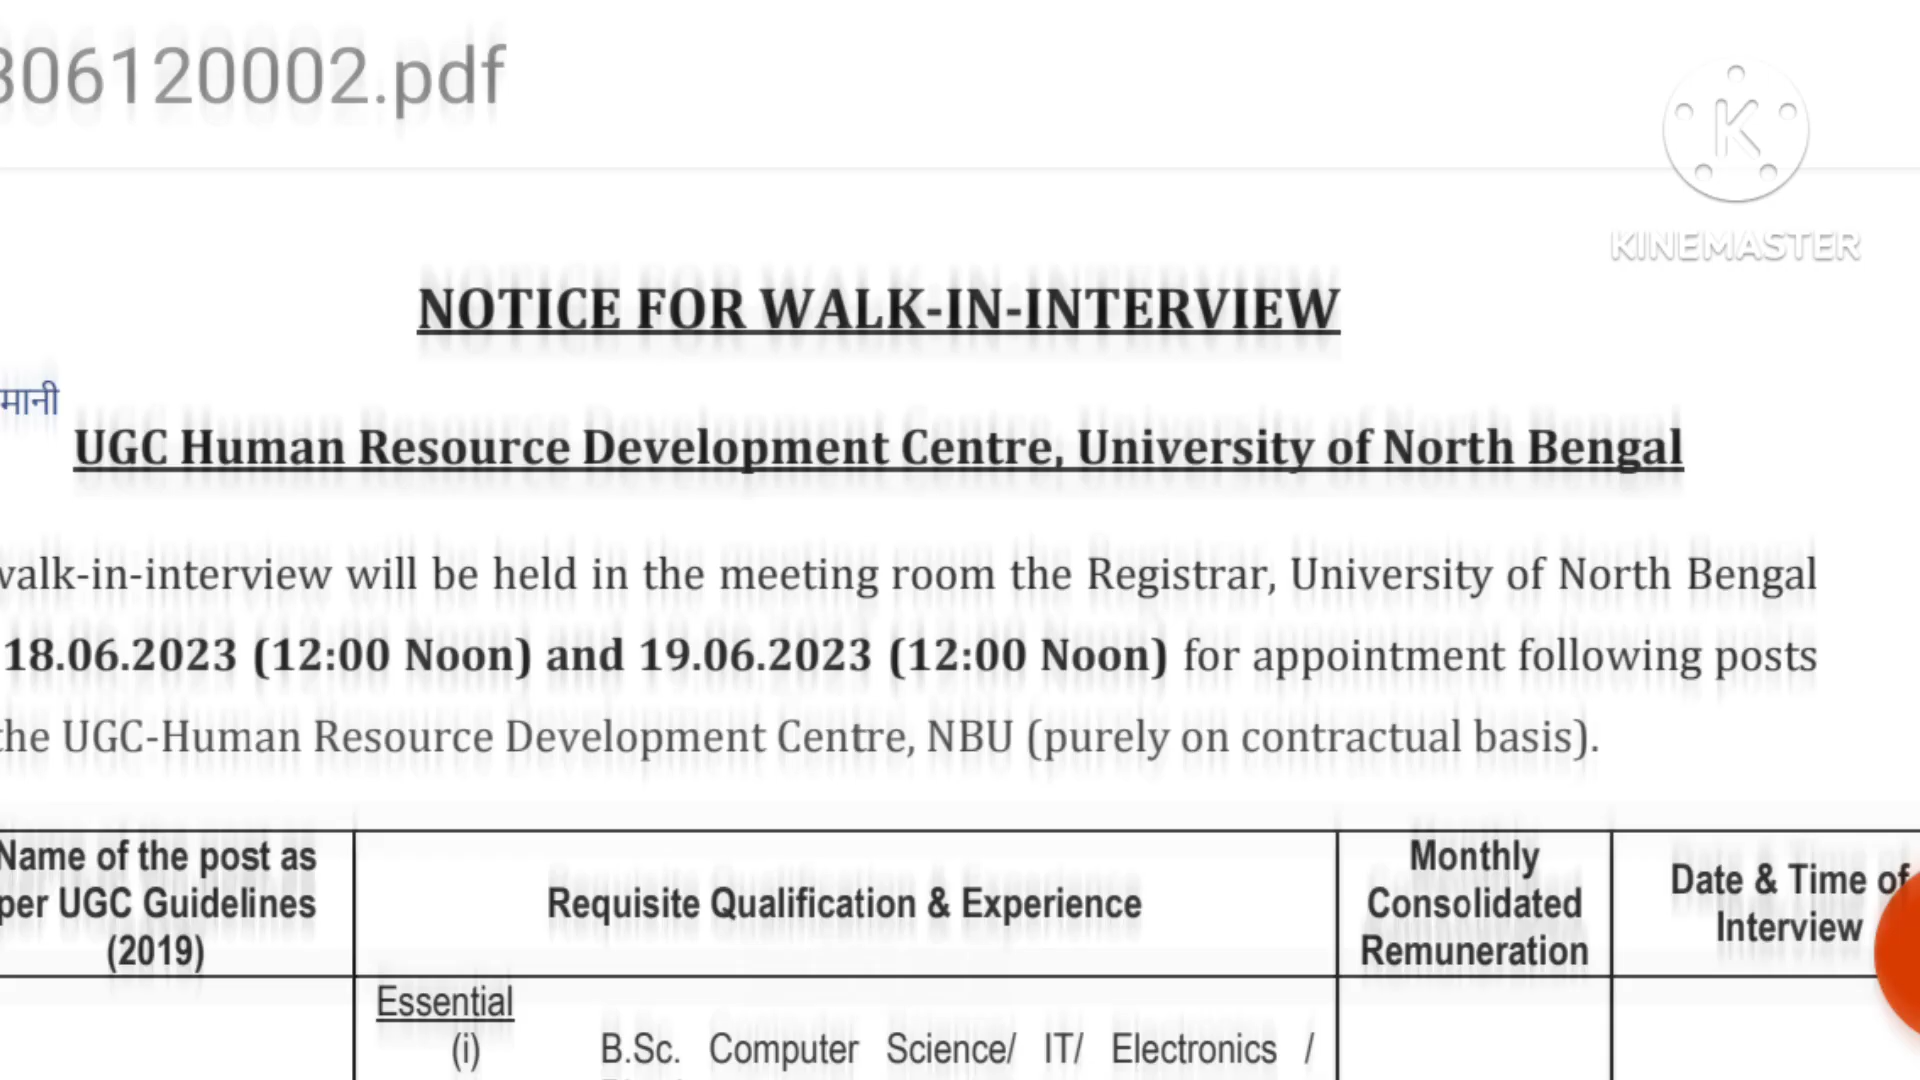 306120002.pdf
KINEMASTER
NOTICE FOR WALK-IN-INTERVIEW
मानी
UGC Human Resource Development Centre, University of North Bengal
walk-in-interview will be held in the meeting room the Registrar, University of North Bengal
18.06.2023 (12:00 Noon) and 19.06.2023 (12:00 Noon) for appointment following posts
the UGC-Human Resource Development Centre, NBU (purely on contractual basis).
Name of the post as
per UGC Guidelines
(2019)
Requisite Qualification & Experience
Monthly
Consolidated
Remuneration
Date & Time of
Interview
Essential
(i) B.Sc. Computer Science/ IT/ Electronics /